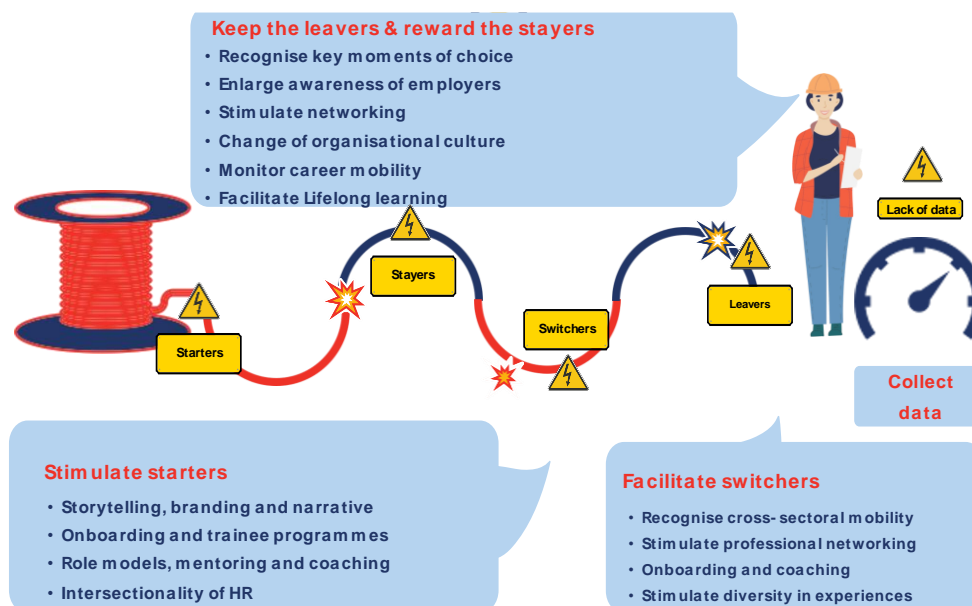 Keep the leavers & reward the stayers
• Recognise key moments of choice
• Enlarge awareness of employers
• Stimulate networking
• Change of organisational culture
• Monitor career mobility
• Facilitate Lifelong learning
Lack of data
Stayers
Leavers
Switchers
Starters
Collect
data
Stimulate starters
• Storytelling, branding and narrative
• Onboarding and trainee programmes
• Role models, mentoring and coaching
• Intersectionality of HR
Facilitate switchers
• Recognise cross- sectoral mobility
• Stimulate professional networking
• Onboarding and coaching
• Stimulate diversity in experiences